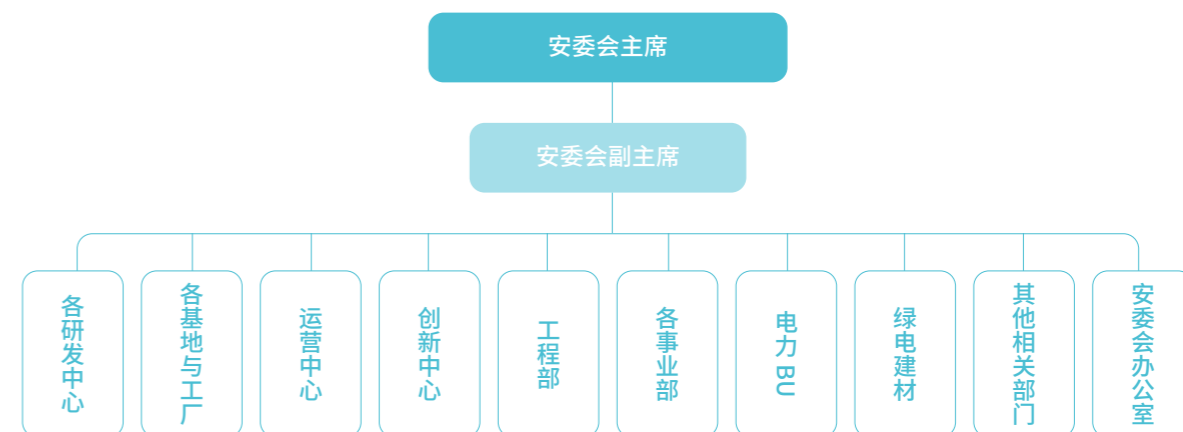 安委会主席
安委会副主席
各研发中心
各基地与工厂
运营中心
创新中心
工程部
各事业部
电力 BU
绿电建材
其他相关部门
安委会办公室